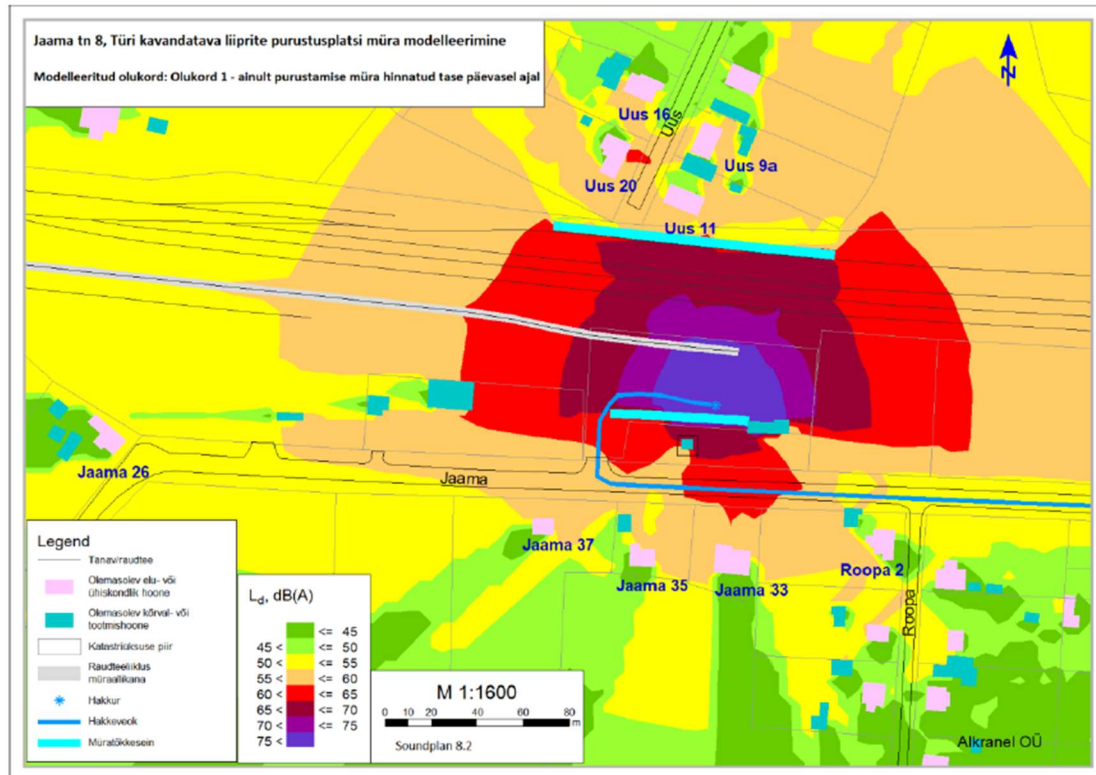 Jaama tn 8, Türi kavandatava liiprite purustusplatsi müra modelleerimine
Modelleeritud olukord: Olukord 1 - ainult purustamise müra hinnatud tase päevasel ajal
N
Uus 16
Uus
Uus 9a
Uus 20
Uus 11
Jaama 26
Jaama
Jaama 37
Jaama 35
Jaama 33
Roopa 2
Roopa
Legend
Tänav/raudtee
Olemasolev elu- või
ühiskondlik hoone
Olemasolev kõrval- või
tootmishoone
Katastriüksuse piir
Raudteeliiklus
müraallikana
Hakkur
Hakkeveok
Müratõkkesein
Ld, dB(A)
<= 45
45 < <= 50
50 < <= 55
55 < <= 60
60 < <= 65
65 < <= 70
70 < <= 75
75 <
M 1:1600
0 10 20 40 60 80
m
Soundplan 8.2
Alkranel OÜ